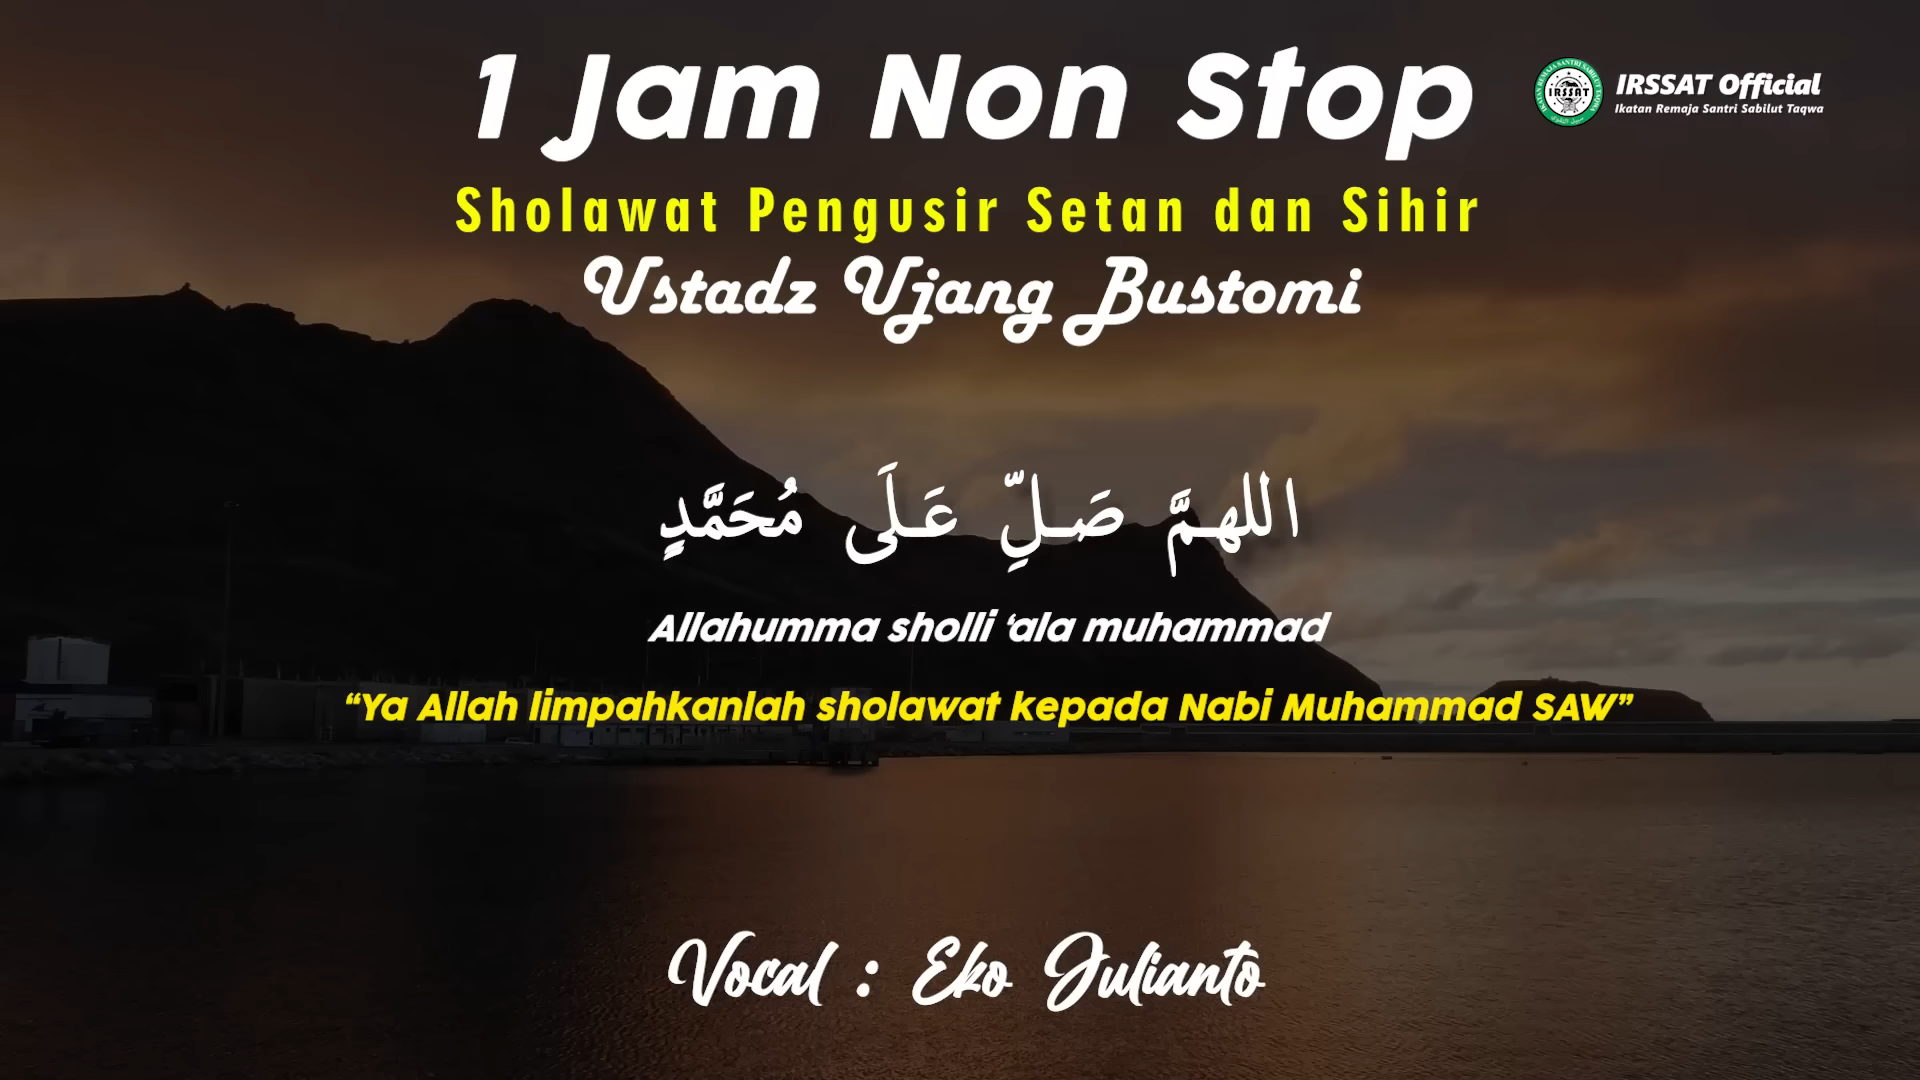 1 Jam Non Stop
IRSSAT Official
Ikatan Remaja Santri Sabilut Taqwa
IRSSAT
Sholawat Pengusir Setan dan Sihir
Ustadz Ujang Bustomi
اللهمَّ صَلِّ عَلَى مُحَمَّدٍ
Allahumma sholli ‘ala muhammad
“Ya Allah limpahkanlah sholawat kepada Nabi Muhammad SAW”
Vocal : Eko Julianto